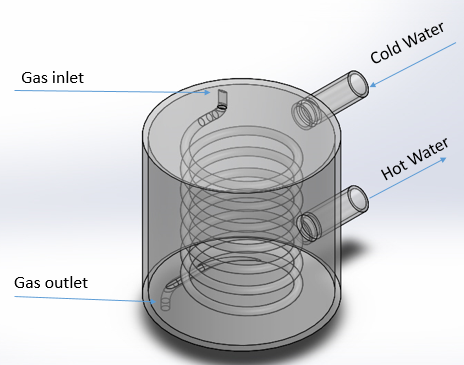 Cold Water
Gas inlet
Hot Water
Gas outlet